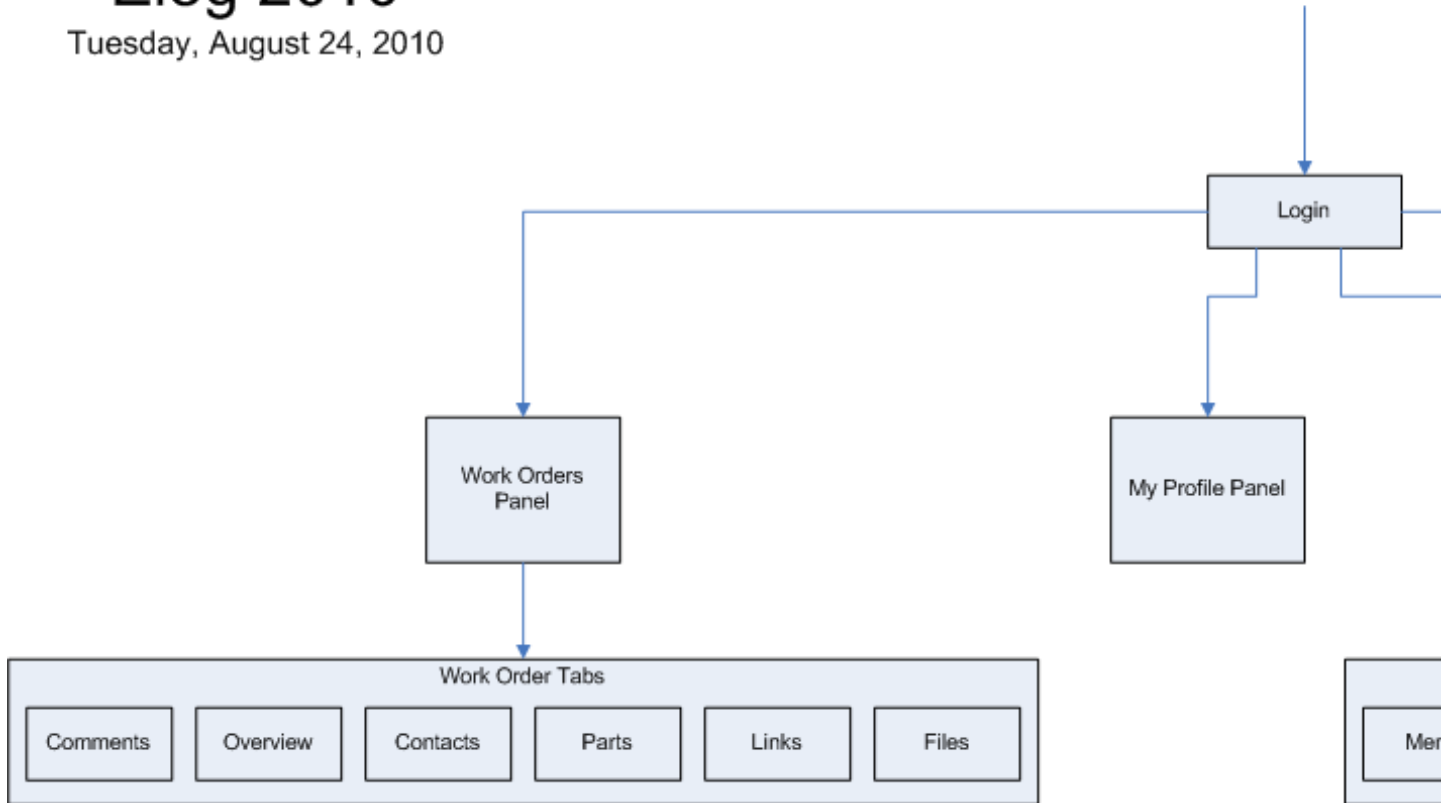 Tuesday, August 24, 2010
Login
Work Orders
Panel
My Profile Panel
Work Order Tabs
Comments
Overview
Contacts
Parts
Links
Files